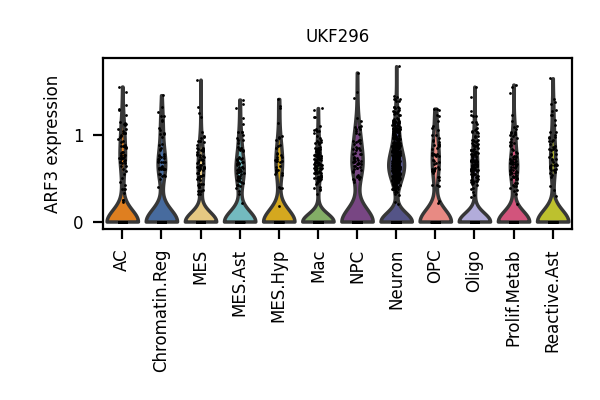 UKF296
ARF3 expression
1
0
AC
Chromatin.Reg
MES
MES.Ast
MES.Hyp
Mac
NPC
Neuron
OPC
Oligo
Prolif.Metab
Reactive.Ast